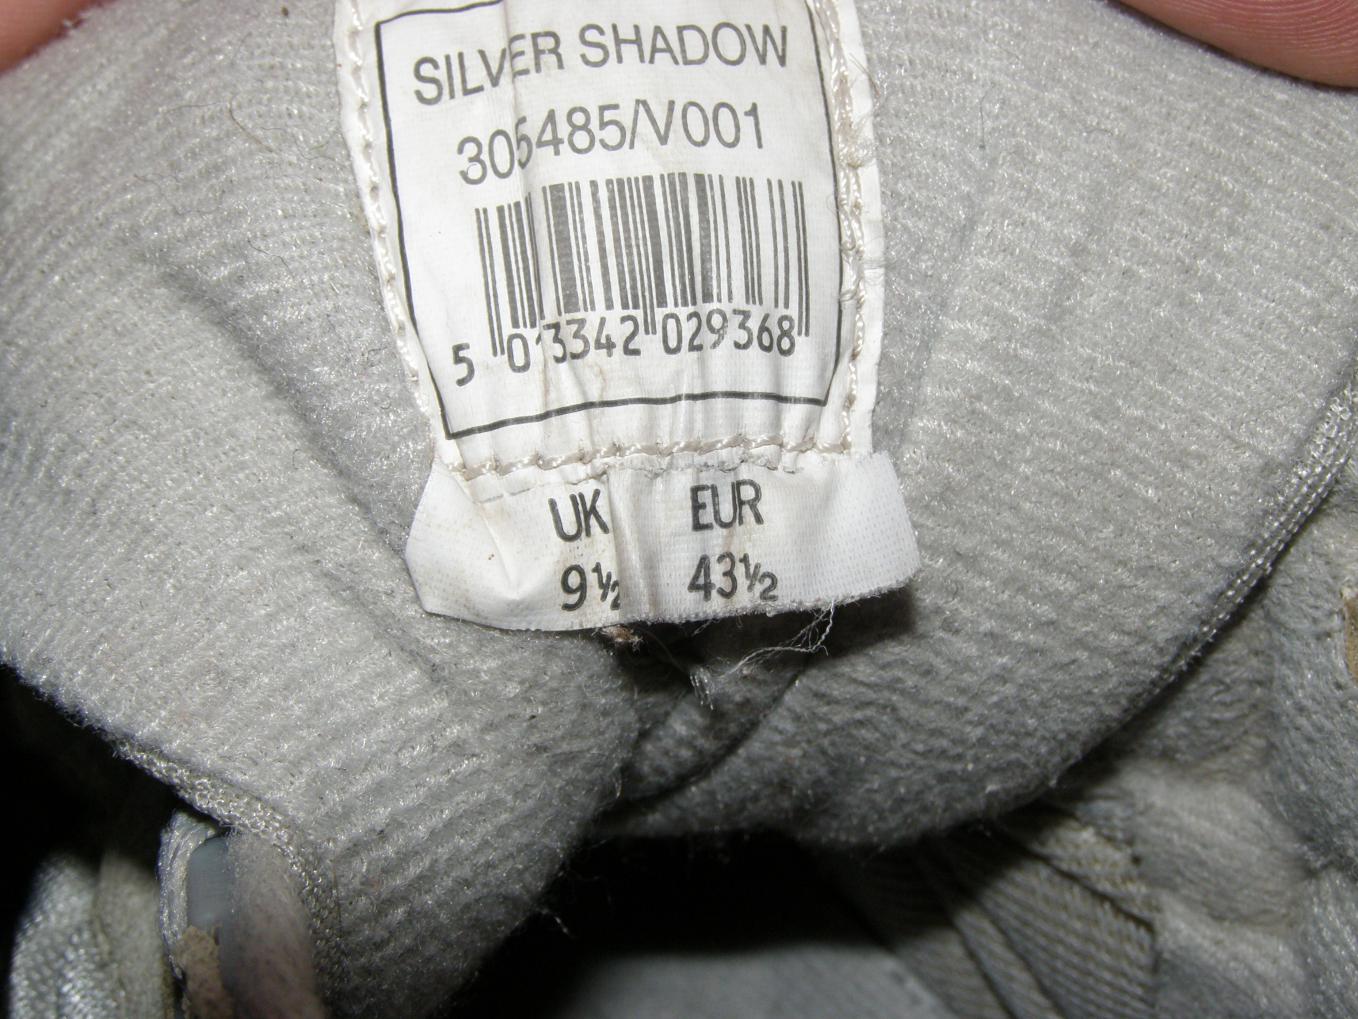 SILVER SHADOW
305485/V001
5 013342 029368
UK EUR
9½ 43½